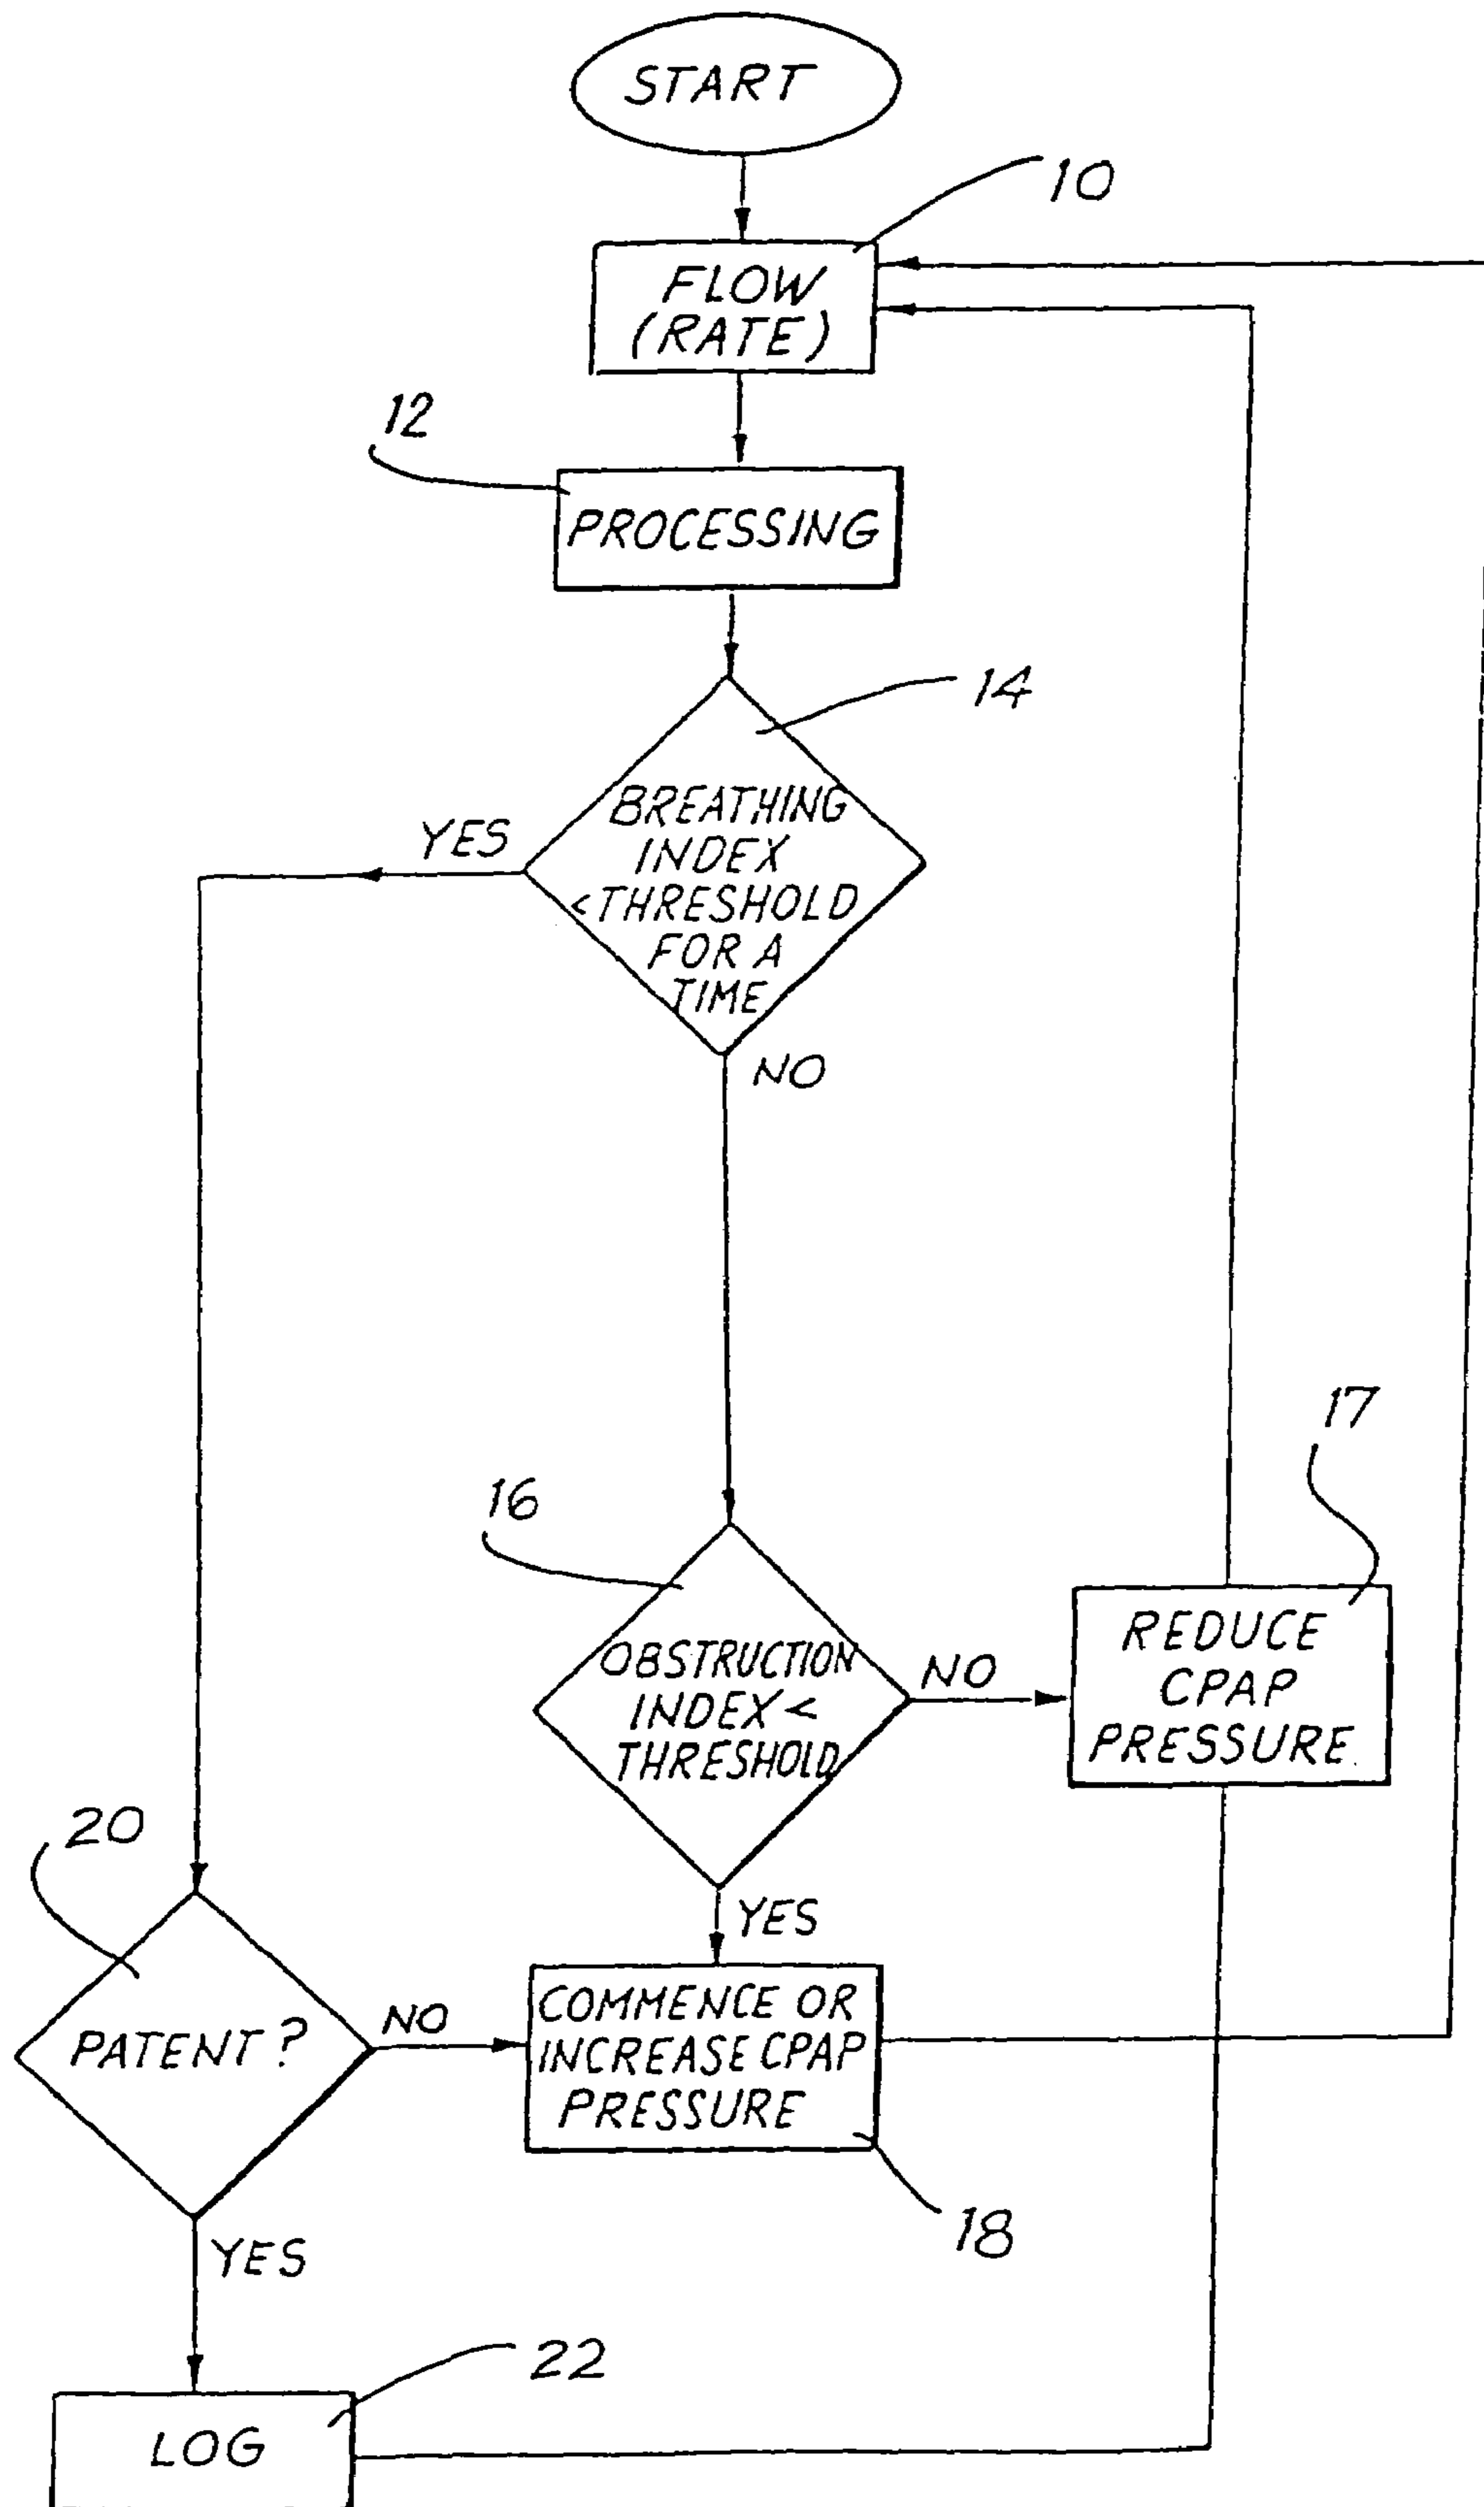 START
10
FLOW
(RATE)
12
PROCESSING
14
BREATHING
INDEX
<THRESHOLD
FOR A
TIME
YES
NO
16
17
OBSTRUCTION
INDEX <
THRESHOLD
NO
REDUCE
CPAP
PRESSURE
YES
20
PATENT?
NO
COMMENCE OR
INCREASE CPAP
PRESSURE
18
YES
22
LOG